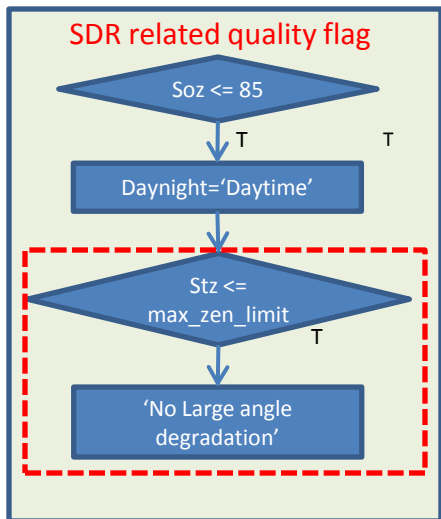 SDR related quality flag
Soz <= 85
T
T
Daynight=‘Daytime’
Stz <=
max_zen_limit
T
‘No Large angle
degradation’